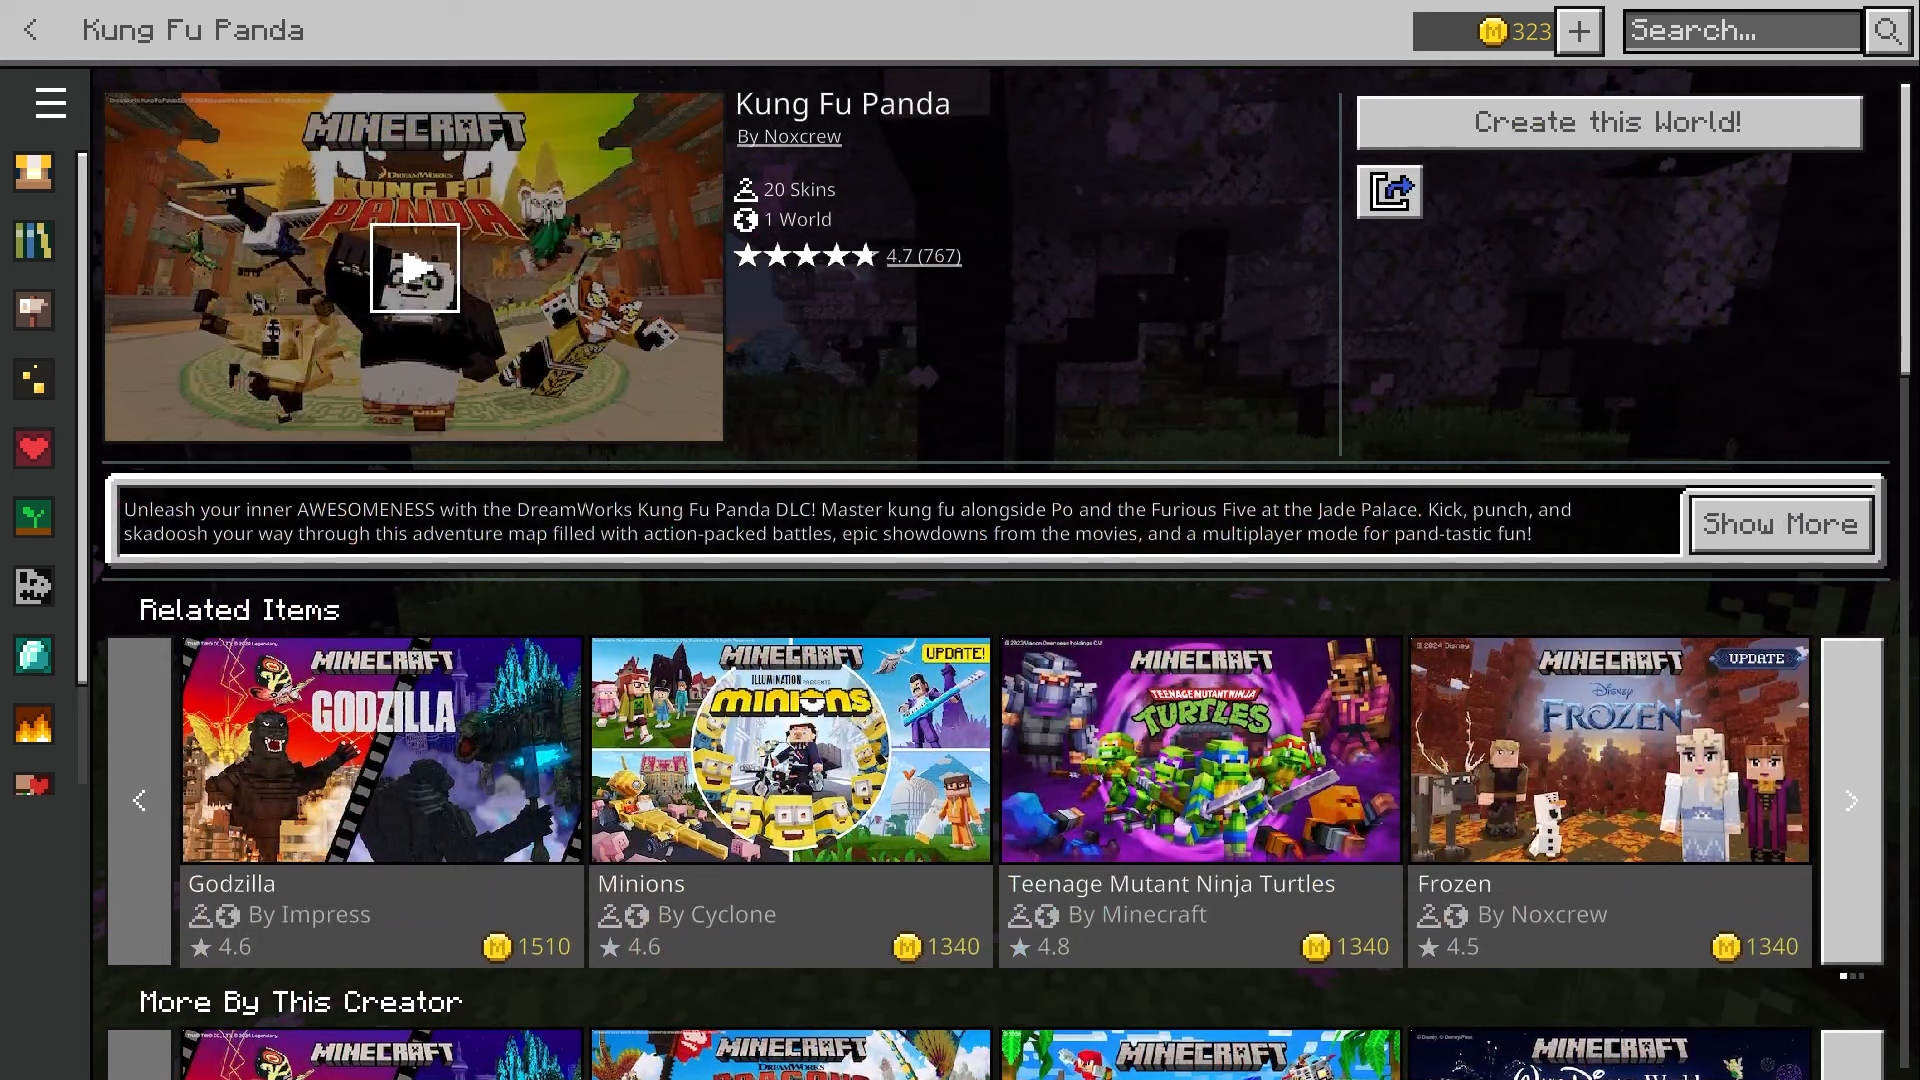 Kung Fu Panda
323
Search...
MINECRAFT
DREAMWORKS
KUNG FU
PANDA
Kung Fu Panda
By Noxcrew
20 Skins
1 World
4.7 (767)
Create this World!
Unleash your inner AWESOMENESS with the DreamWorks Kung Fu Panda DLC! Master kung fu alongside Po and the Furious Five at the Jade Palace. Kick, punch, and
skadoosh your way through this adventure map filled with action-packed battles, epic showdowns from the movies, and a multiplayer mode for pand-tastic fun!
Show More
Related Items
MINECRAFT
GODZILLA
Godzilla
By Impress
4.6
1510
MINECRAFT
UPDATE!
ILLUMINATION PRESENTS
MINIONS
Minions
By Cyclone
4.6
1340
MINECRAFT
TEENAGE MUTANT NINJA
TURTLES
Teenage Mutant Ninja Turtles
By Minecraft
4.8
1340
© 2024 Disney
MINECRAFT
UPDATE
Disney
FROZEN
Frozen
By Noxcrew
4.5
1340
More By This Creator
MINECRAFT
MINECRAFT
DREAMWORKS
MINECRAFT
MINECRAFT